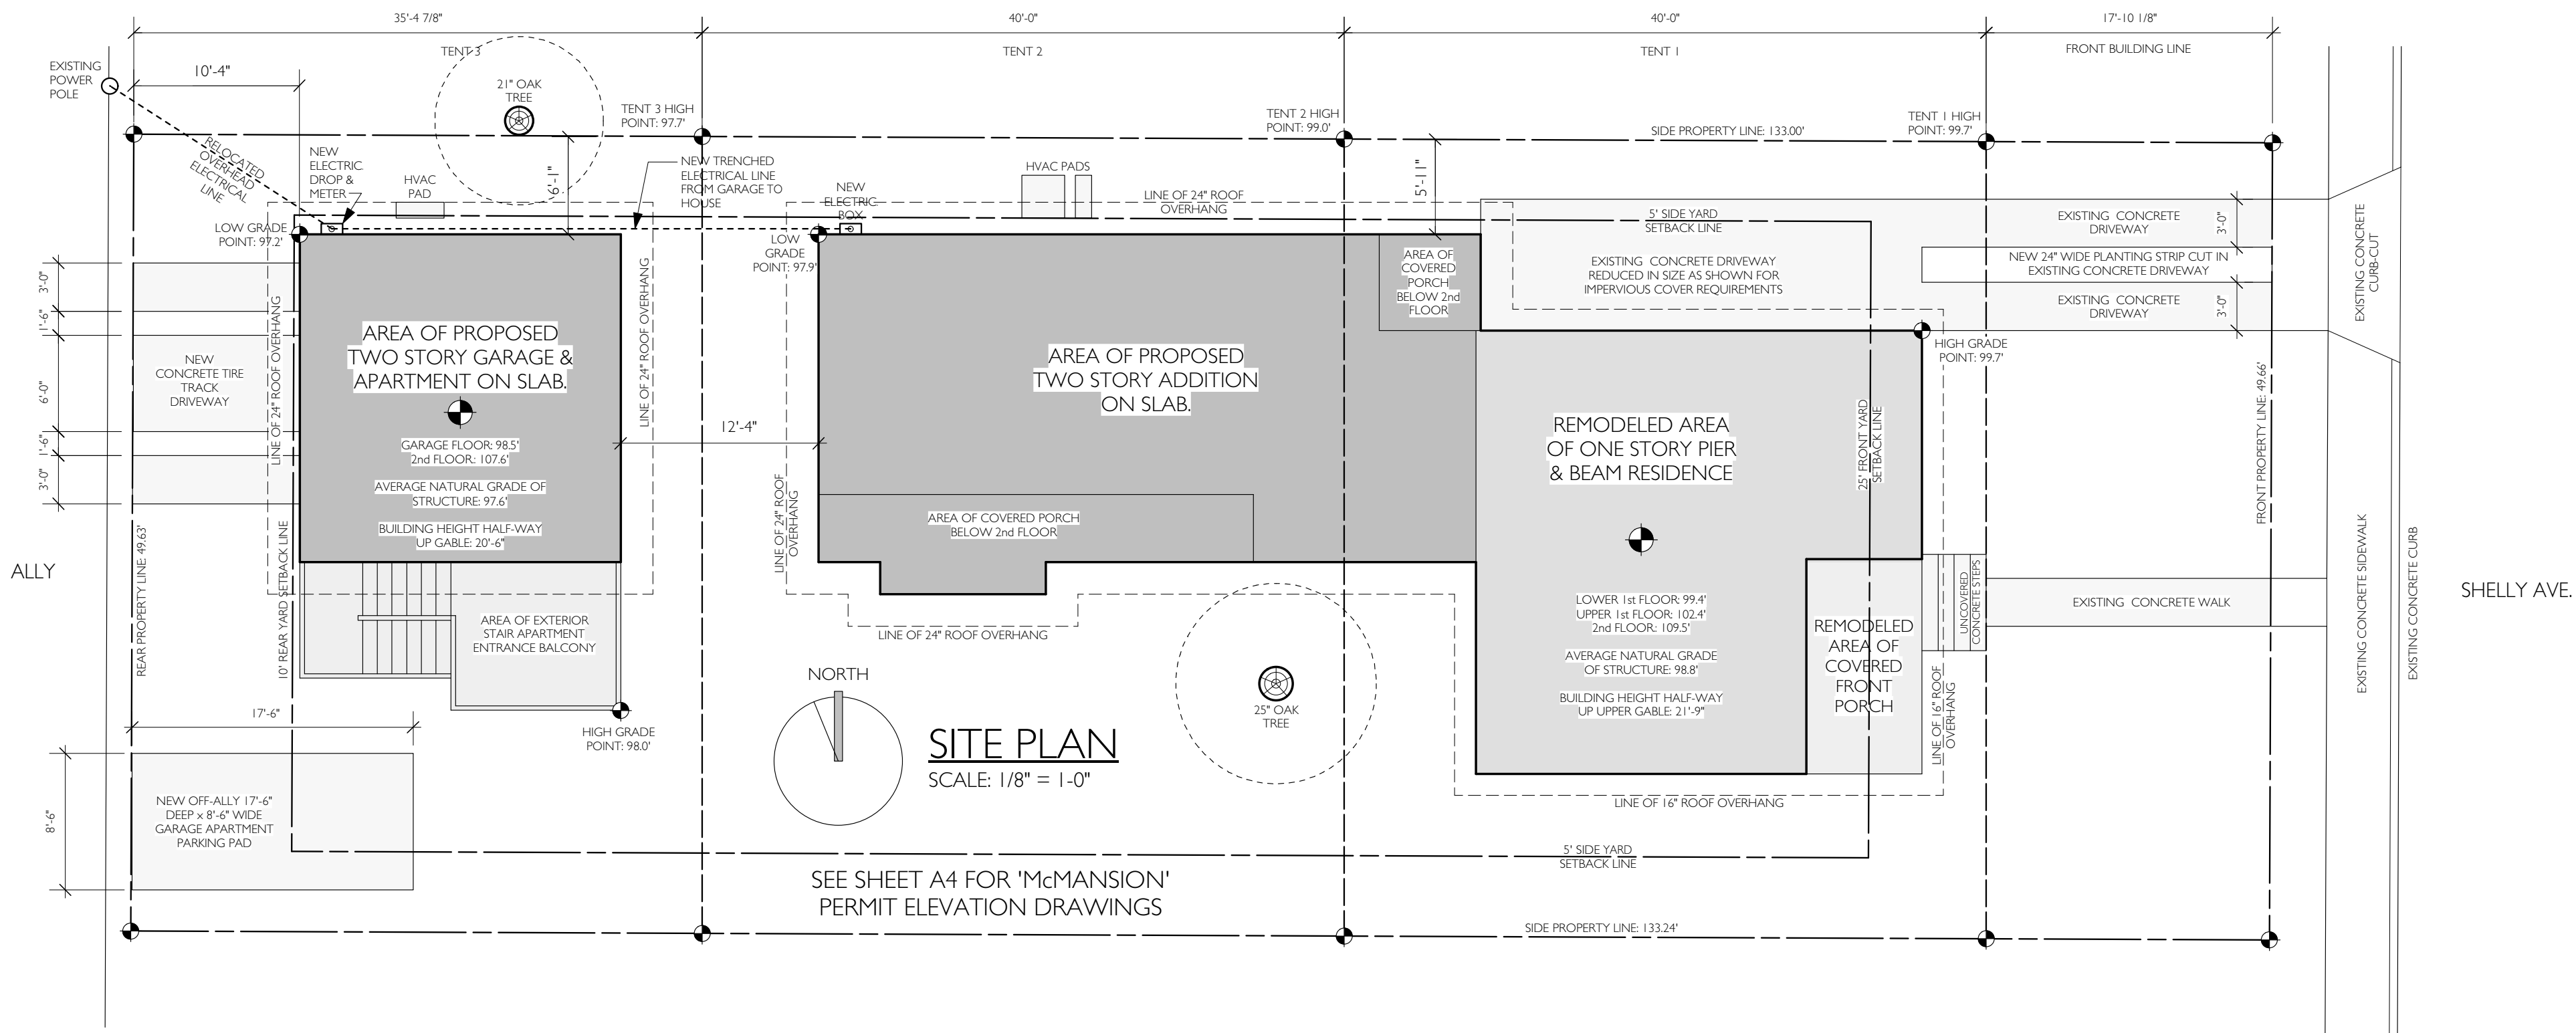 35'-4 7/8"
40'-0"
40'-0"
17'-10 1/8"
TENT 3
TENT 2
TENT 1
FRONT BUILDING LINE
EXISTING
POWER
POLE
10'-4"
21" OAK
TREE
TENT 3 HIGH
POINT: 97.7'
TENT 2 HIGH
POINT: 99.0'
TENT 1 HIGH
POINT: 99.7'
SIDE PROPERTY LINE: 133.00'
RELOCATED
OVERHEAD
ELECTRICAL
LINE
NEW
ELECTRIC
DROP &
METER
HVAC
PAD
6'-1"
NEW TRENCHED
ELECTRICAL LINE
FROM GARAGE TO
HOUSE
NEW
ELECTRIC
BOX
HVAC PADS
LINE OF 24" ROOF
OVERHANG
5'-11"
5' SIDE YARD
SETBACK LINE
EXISTING CONCRETE
DRIVEWAY
3'-0"
NEW 24" WIDE PLANTING STRIP CUT IN
EXISTING CONCRETE DRIVEWAY
EXISTING CONCRETE
DRIVEWAY
3'-0"
EXISTING CONCRETE
CURB-CUT
LOW GRADE
POINT: 97.2'
LOW
GRADE
POINT: 97.9'
AREA OF
COVERED
PORCH
BELOW 2nd
FLOOR
EXISTING CONCRETE DRIVEWAY
REDUCED IN SIZE AS SHOWN FOR
IMPERVIOUS COVER REQUIREMENTS
HIGH GRADE
POINT: 99.7'
3'-0"
1'-6"
6'-0"
1'-6"
3'-0"
NEW
CONCRETE TIRE
TRACK
DRIVEWAY
LINE OF 24" ROOF OVERHANG
AREA OF PROPOSED
TWO STORY GARAGE &
APARTMENT ON SLAB.
GARAGE FLOOR: 98.5'
2nd FLOOR: 107.6'
AVERAGE NATURAL GRADE OF
STRUCTURE: 97.6'
BUILDING HEIGHT HALF-WAY
UP GABLE: 20'-6"
LINE OF 24" ROOF OVERHANG
12'-4"
LINE OF 24" ROOF
OVERHANG
AREA OF PROPOSED
TWO STORY ADDITION
ON SLAB.
AREA OF COVERED PORCH
BELOW 2nd FLOOR
REMODELED AREA
OF ONE STORY PIER
& BEAM RESIDENCE
LOWER 1st FLOOR: 99.4'
UPPER 1st FLOOR: 102.4'
2nd FLOOR: 109.5'
AVERAGE NATURAL GRADE
OF STRUCTURE: 98.8'
BUILDING HEIGHT HALF-WAY
UP UPPER GABLE: 21'-9"
25' FRONT YARD
SETBACK LINE
FRONT PROPERTY LINE: 49.66'
REAR PROPERTY LINE: 49.63'
10' REAR YARD SETBACK LINE
ALLY
AREA OF EXTERIOR
STAIR APARTMENT
ENTRANCE BALCONY
LINE OF 24" ROOF OVERHANG
UNCOVERED
CONCRETE STEPS
EXISTING CONCRETE WALK
REMODELED
AREA OF
COVERED
FRONT
PORCH
LINE OF 16" ROOF
OVERHANG
EXISTING CONCRETE SIDEWALK
EXISTING CONCRETE CURB
SHELLY AVE.
NORTH
25" OAK
TREE
HIGH GRADE
POINT: 98.0'
SITE PLAN
SCALE: 1/8" = 1-0"
17'-6"
8'-6"
NEW OFF-ALLY 17'-6"
DEEP x 8'-6" WIDE
GARAGE APARTMENT
PARKING PAD
LINE OF 16" ROOF OVERHANG
5' SIDE YARD
SETBACK LINE
SEE SHEET A4 FOR 'McMANSION'
PERMIT ELEVATION DRAWINGS
SIDE PROPERTY LINE: 133.24'